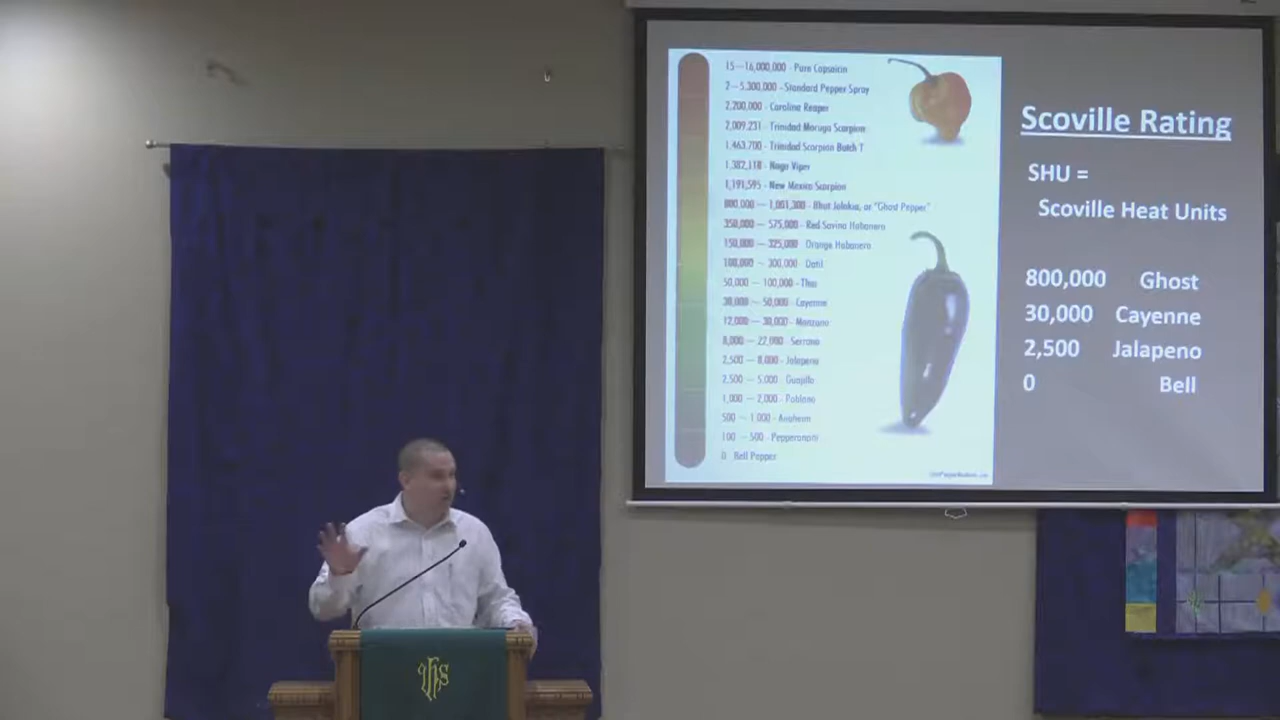 15—16,000,000 - Pure Capsaicin
2—5,300,000 - Standard Pepper Spray
2,200,000 - Carolina Reaper
2,009,231 - Trinidad Moruga Scorpion
1,463,700 - Trinidad Scorpion Butch T
1,382,118 - Naga Viper
1,191,595 - New Mexico Scorpion
800,000 — 1,001,300 - Bhut Jolokia, or "Ghost Pepper"
350,000 — 575,000 - Red Savina Habanero
150,000 — 325,000 Orange Habanero
100,000 — 300,000 Datil
50,000 — 100,000 - Thai
30,000 — 50,000 - Cayenne
12,000 — 30,000 - Manzano
8,000 — 22,000 - Serrano
2,500 — 8,000 - Jalapeno
2,500 — 5,000 Guajillo
1,000 — 2,000 - Poblano
500 — 1 000 - Anaheim
100 — 500 - Pepperoncini
0 Bell Pepper
Scoville Rating
SHU =
Scoville Heat Units
800,000 Ghost
30,000 Cayenne
2,500 Jalapeno
0 Bell
IHS